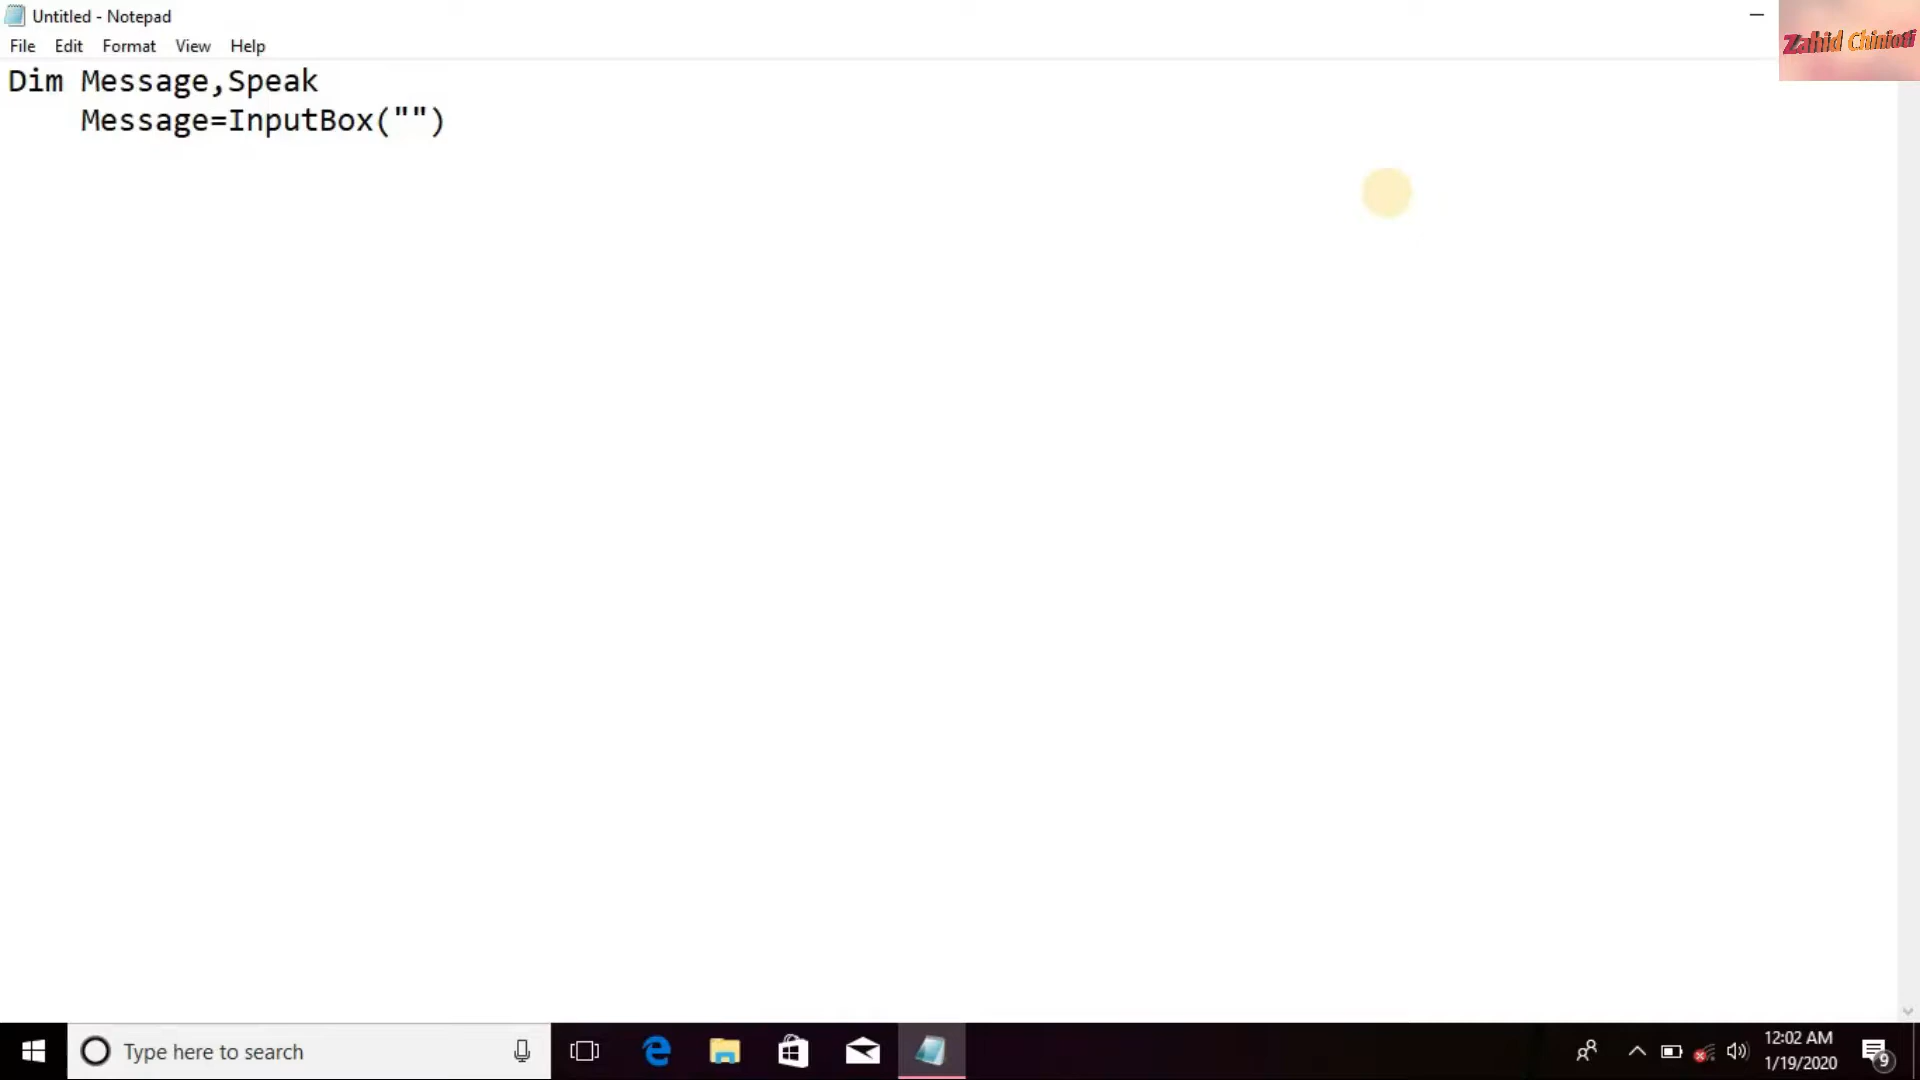 Untitled - Notepad
Zahid Chinioti
File Edit Format View Help
Dim Message,Speak
Message=InputBox("")
Type here to search
12:02 AM
1/19/2020
9